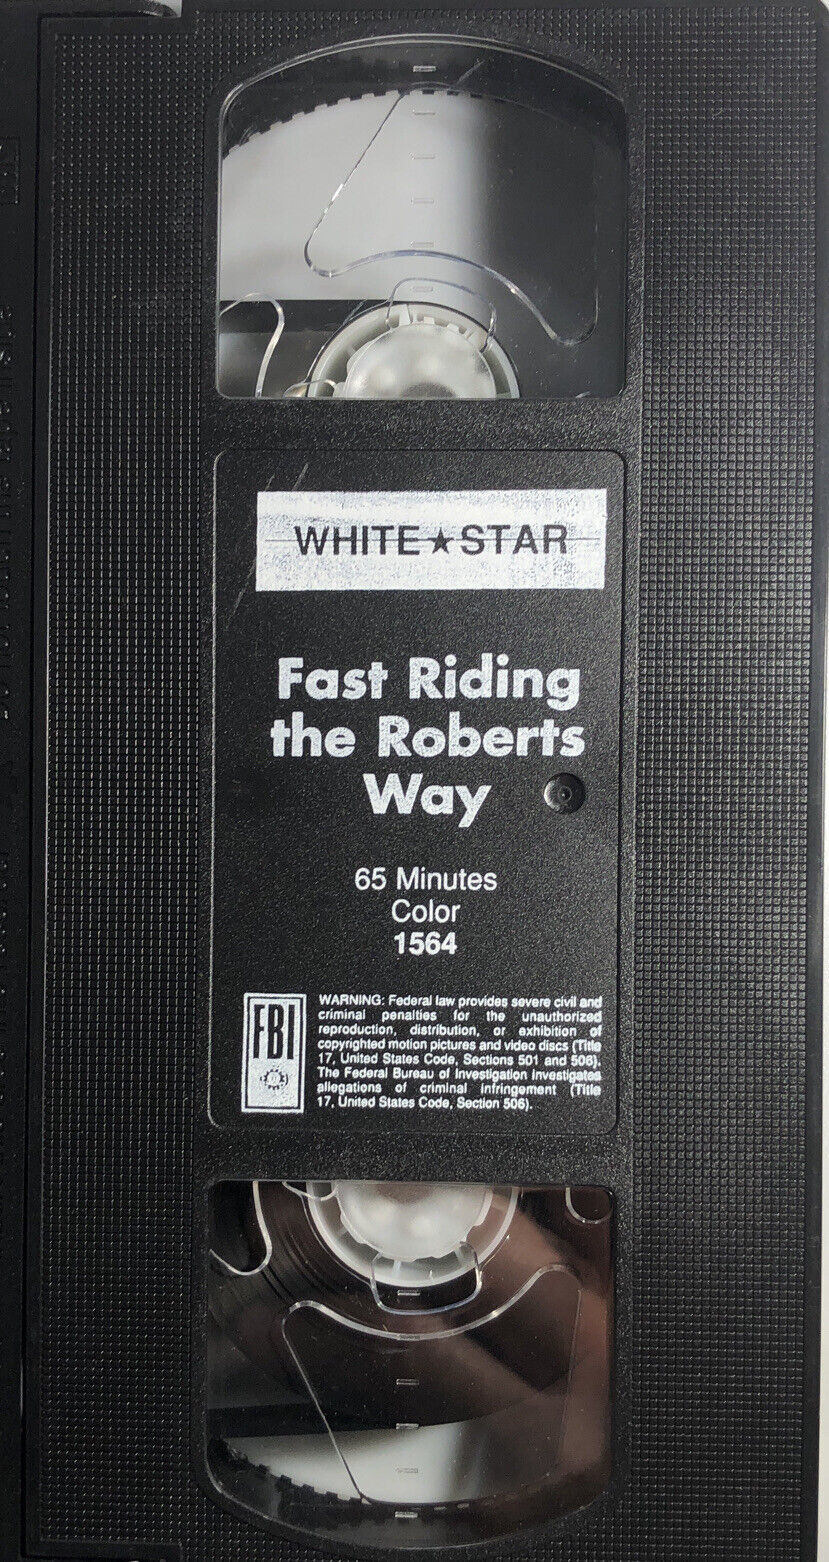 WHITE★STAR
Fast Riding
the Roberts
Way
65 Minutes
Color
1564
FBI
WARNING: Federal law provides severe civil and
criminal penalties for the unauthorized
reproduction, distribution, or exhibition of
copyrighted motion pictures and video discs (Title
17, United States Code, Sections 501 and 506).
The Federal Bureau of Investigation investigates
allegations of criminal infringement (Title
17, United States Code, Section 506).